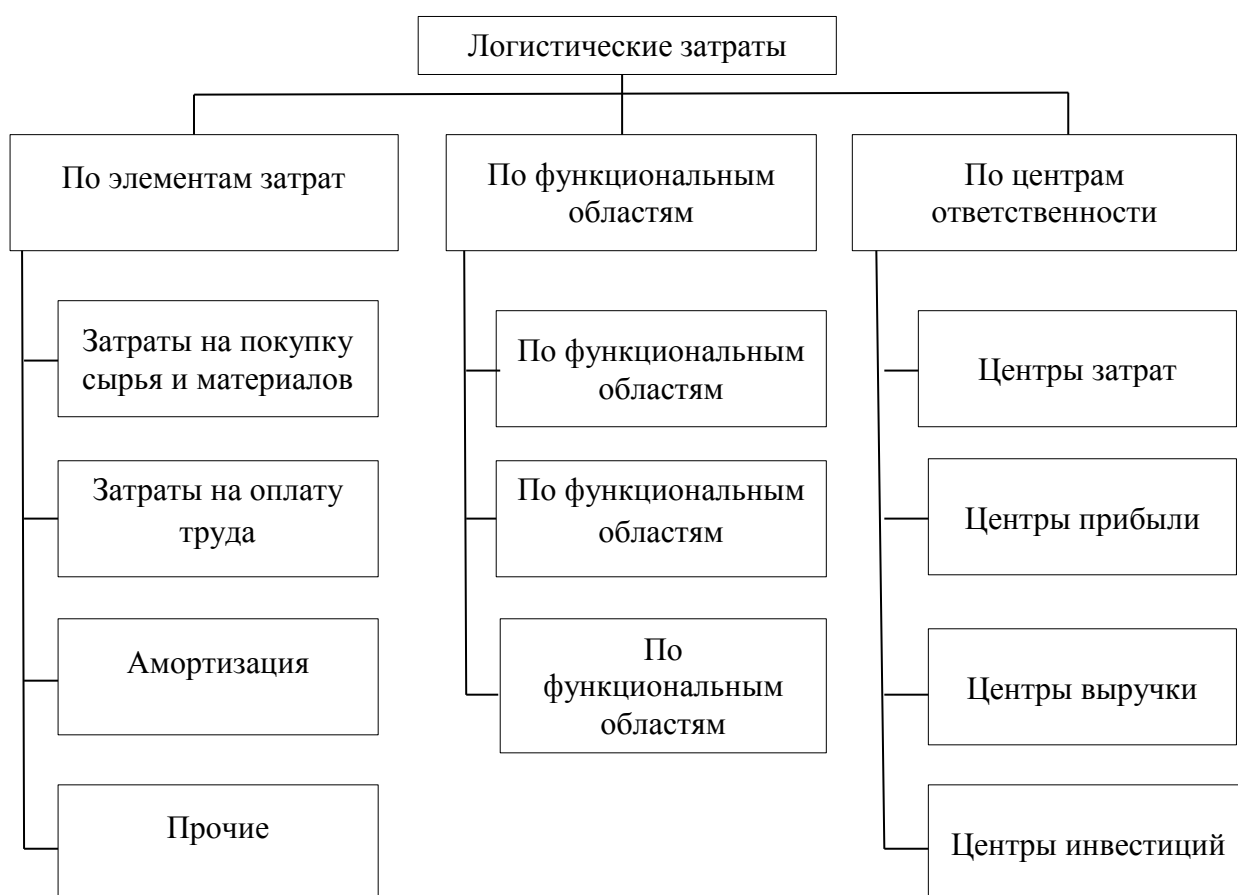 Логистические затраты
По элементам затрат
По функциональным
областям
По центрам
ответственности
Затраты на покупку
сырья и материалов
Затраты на оплату
труда
Амортизация
Прочие
По функциональным
областям
По функциональным
областям
По
функциональным
областям
Центры затрат
Центры прибыли
Центры выручки
Центры инвестиций